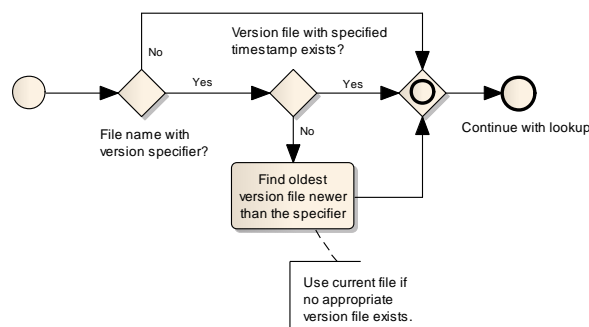 Version file with specified
timestamp exists?
No
Yes
Yes
File name with
version specifier?
No
Continue with lookup
Find oldest
version file newer
than the specifier
Use current file if
no appropriate
version file exists.